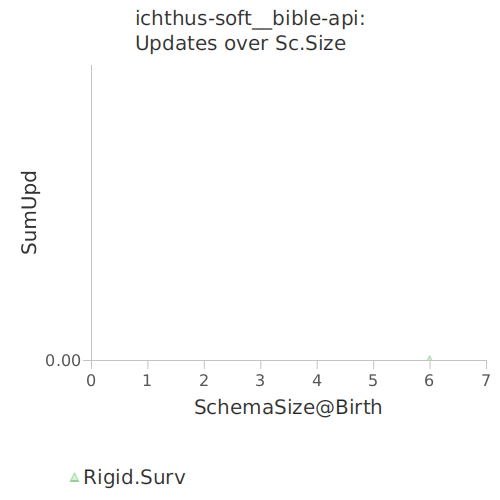 ichthus-soft__bible-api:
Updates over Sc.Size
SumUpd
0.00
0 1 2 3 4 5 6 7
SchemaSize@Birth
Rigid.Surv